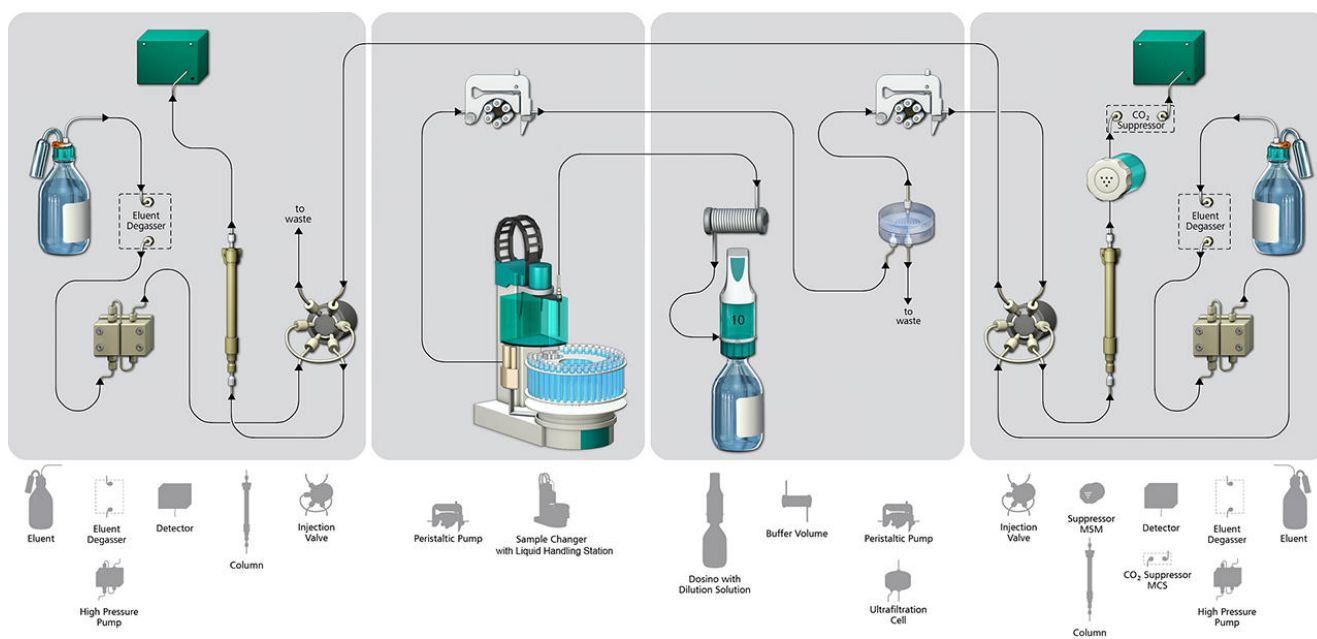 Eluent
Degasser
to
waste
10
to
waste
CO₂
Suppressor
Eluent
Degasser
Eluent
Eluent
Degasser
Detector
Column
Injection
Valve
High Pressure
Pump
Peristaltic Pump
Sample Changer
with Liquid Handling Station
Dosino with
Dilution Solution
Buffer Volume
Peristaltic Pump
Ultrafiltration
Cell
Injection
Valve
Suppressor
MSM
Detector
Eluent
Degasser
Eluent
Column
CO₂ Suppressor
MCS
High Pressure
Pump